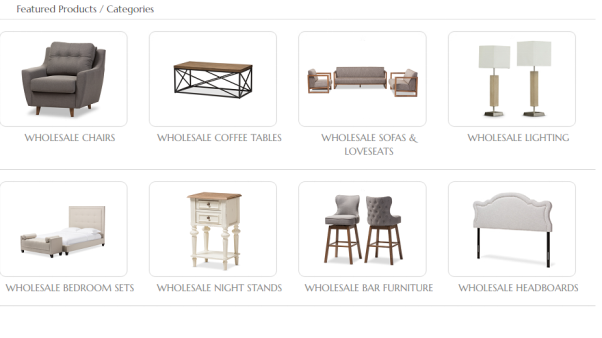 Featured Products / Categories
WHOLESALE CHAIRS
WHOLESALE COFFEE TABLES
WHOLESALE SOFAS &
LOVESEATS
WHOLESALE LIGHTING
WHOLESALE BEDROOM SETS
WHOLESALE NIGHT STANDS
WHOLESALE BAR FURNITURE
WHOLESALE HEADBOARDS